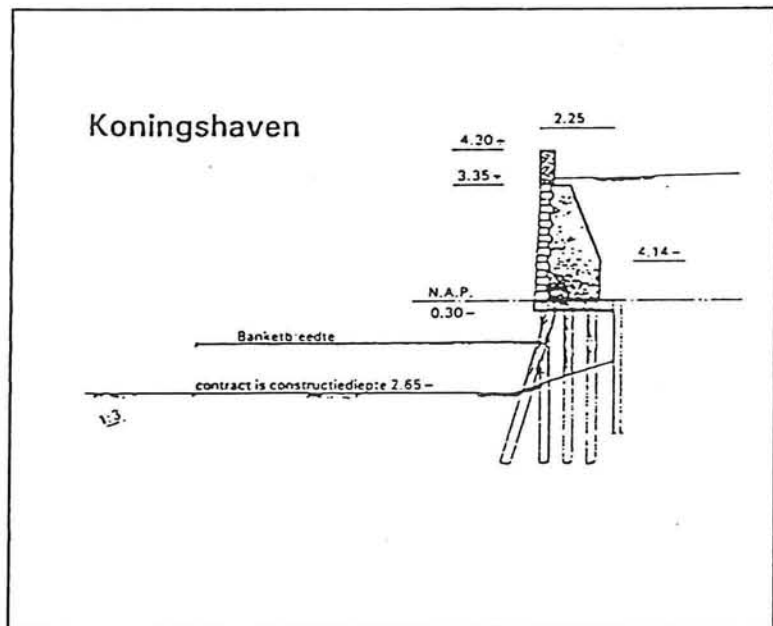 Koningshaven
2.25
4.20 +
3.35 +
4.14 -
N.A.P.
0.30 -
Banketbreedte
contract is constructiediepte 2.65 -
1:3.